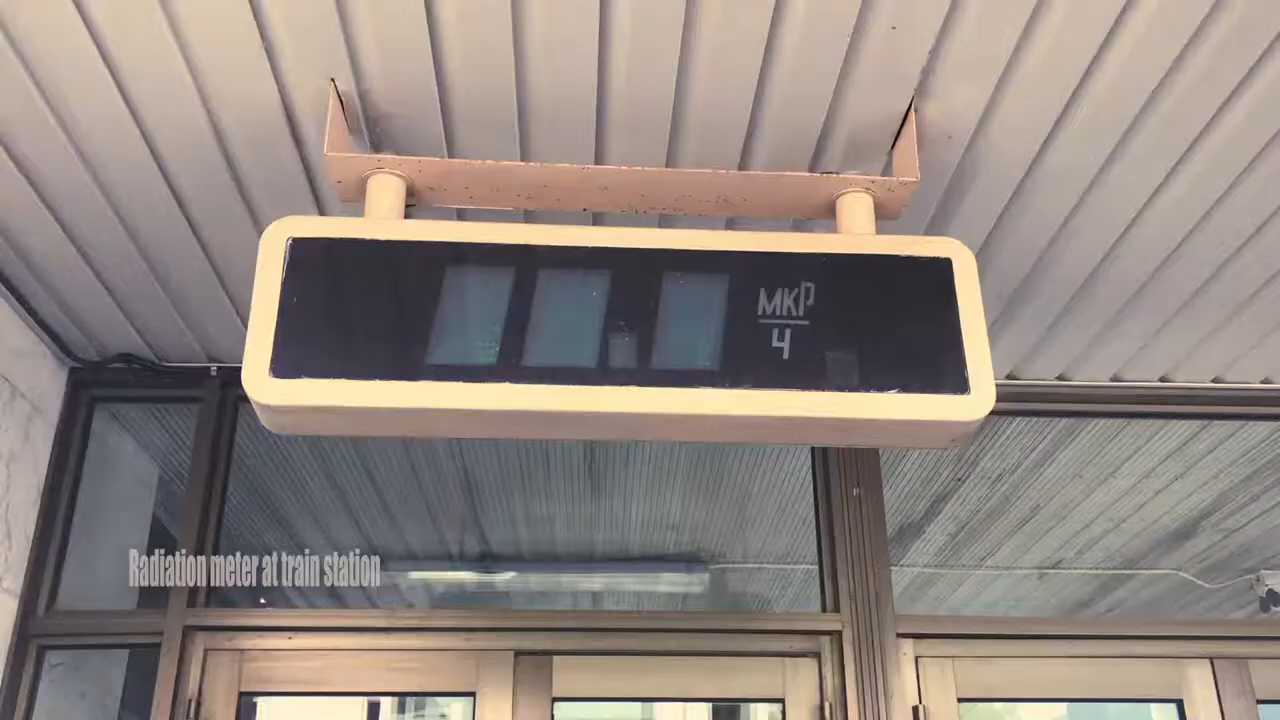 мкР
ч
Radiation meter at train station